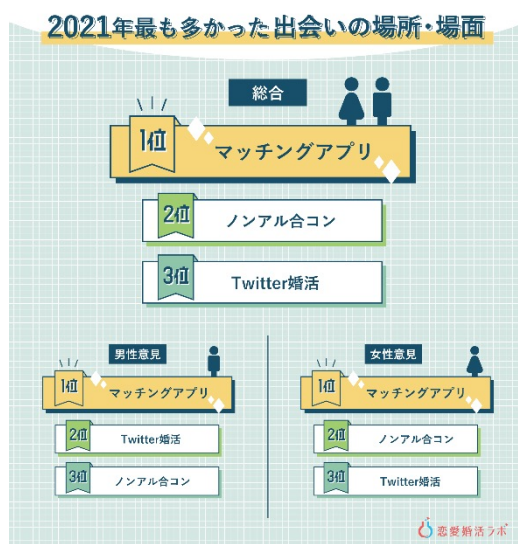 2021年最も多かった出会いの場所・場面
総合
1位
マッチングアプリ
2位
ノンアル合コン
3位
Twitter婚活
男性意見
1位
マッチングアプリ
2位
Twitter婚活
3位
ノンアル合コン
女性意見
1位
マッチングアプリ
2位
ノンアル合コン
3位
Twitter婚活
恋愛婚活ラボ